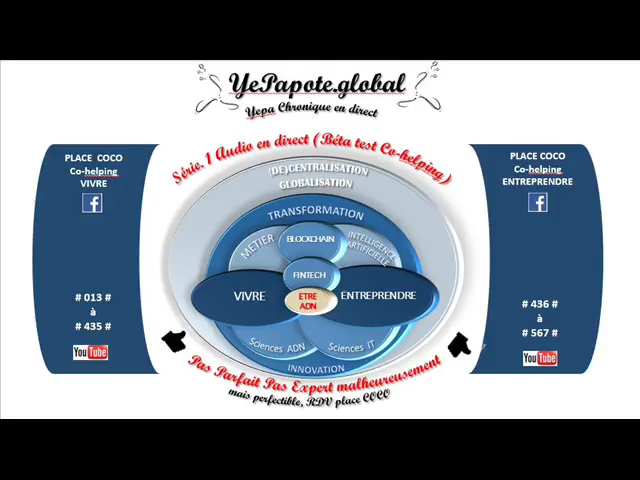 YePapote.global
Yepa Chronique en direct
Série. 1 Audio en direct (Béta test Co-helping)
PLACE COCO
Co-helping
VIVRE
f
# 013 #
à
# 435 #
YouTube
(DE)CENTRALISATION
GLOBALISATION
TRANSFORMATION
METIER
BLOCKCHAIN
INTELLIGENCE
ARTIFICIELLE
FINTECH
VIVRE
ETRE
ADN
ENTREPRENDRE
Sciences ADN
Sciences IT
INNOVATION
PLACE COCO
Co-helping
ENTREPRENDRE
f
# 436 #
à
# 567 #
YouTube
Pas Parfait Pas Expert malheureusement
mais perfectible, RDV place COCO